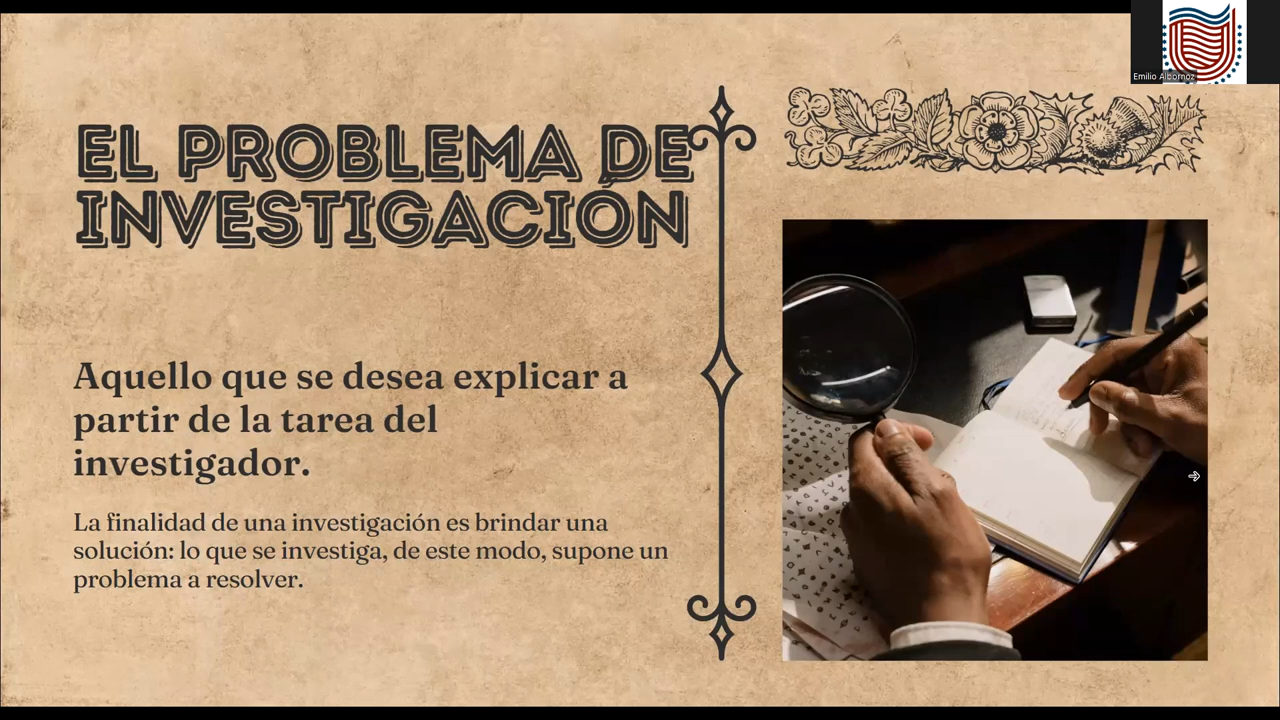 Emilio Albornoz
EL PROBLEMA DE
INVESTIGACIÓN
Aquello que se desea explicar a
partir de la tarea del
investigador.
La finalidad de una investigación es brindar una
solución: lo que se investiga, de este modo, supone un
problema a resolver.